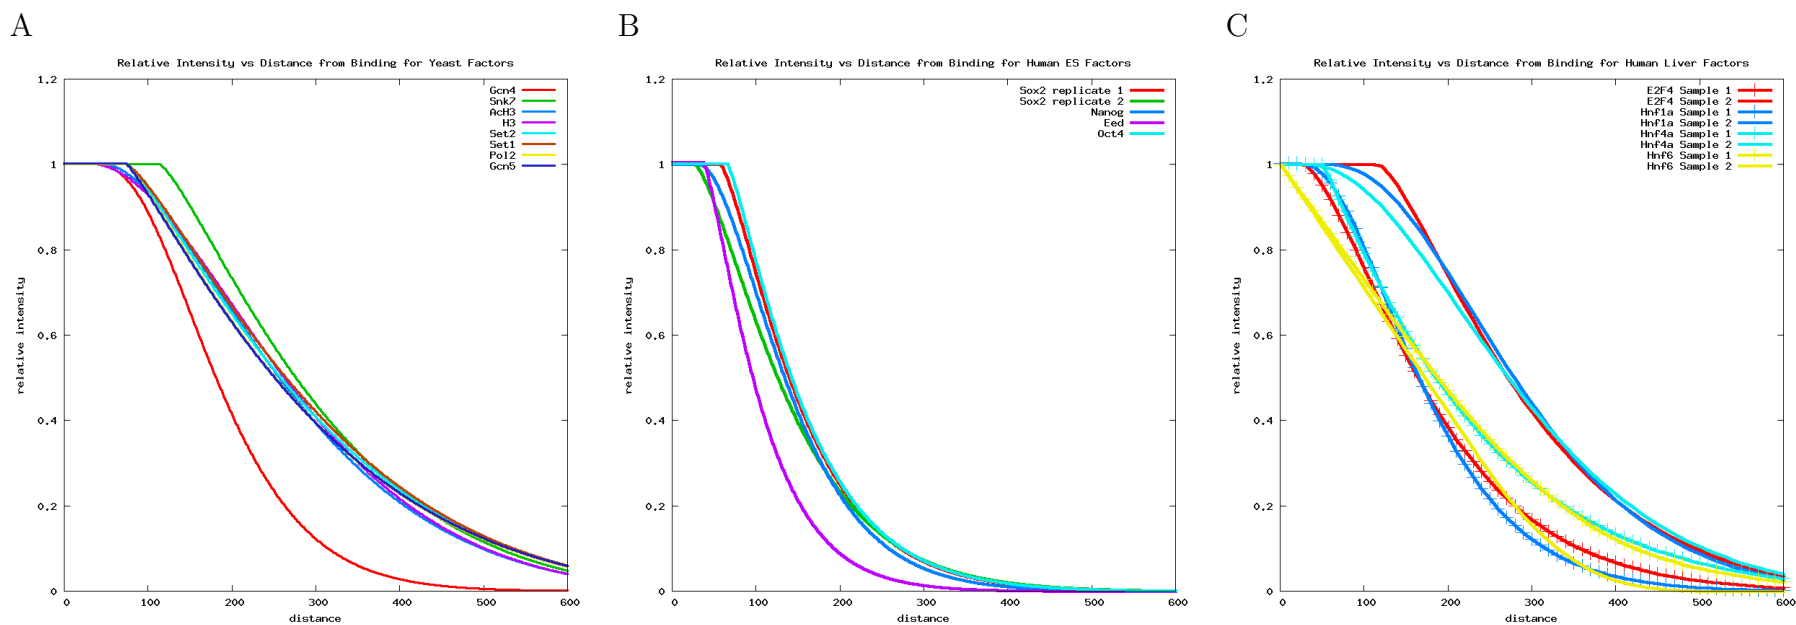 A
Relative Intensity vs Distance from Binding for Yeast Factors
1.2
1
0.8
0.6
0.4
0.2
0
0 100 200 300 400 500 600
relative intensity
distance
Gcn4
Snk7
AcH3
H3
Set2
Set1
Pol2
Gcn5
B
Relative Intensity vs Distance from Binding for Human ES Factors
1.2
1
0.8
0.6
0.4
0.2
0
0 100 200 300 400 500 600
relative intensity
distance
Sox2 replicate 1
Sox2 replicate 2
Nanog
Eed
Oct4
C
Relative Intensity vs Distance from Binding for Human Liver Factors
1.2
1
0.8
0.6
0.4
0.2
0
0 100 200 300 400 500 600
relative intensity
distance
E2F4 Sample 1
E2F4 Sample 2
Hnf1a Sample 1
Hnf1a Sample 2
Hnf4a Sample 1
Hnf4a Sample 2
Hnf6 Sample 1
Hnf6 Sample 2